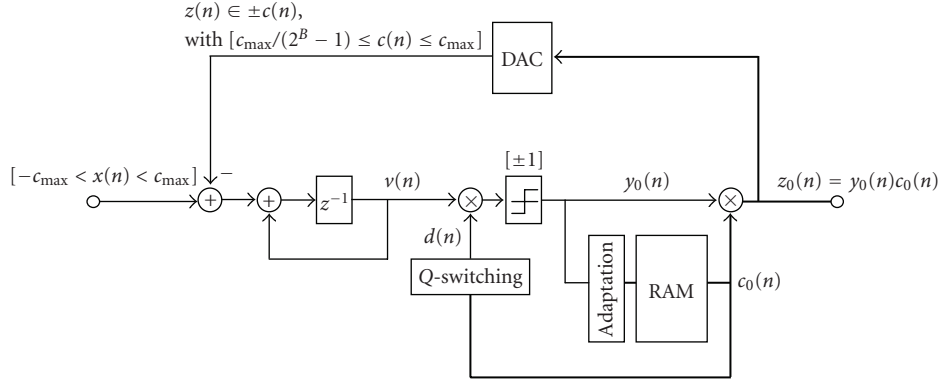 z(n) ∈ ±c(n),
with [c_max/(2^B − 1) ≤ c(n) ≤ c_max]
DAC
[−c_max < x(n) < c_max]
−
+
+
z^−1
v(n)
×
[±1]
y_0(n)
×
z_0(n) = y_0(n)c_0(n)
d(n)
Q-switching
Adaptation
RAM
c_0(n)